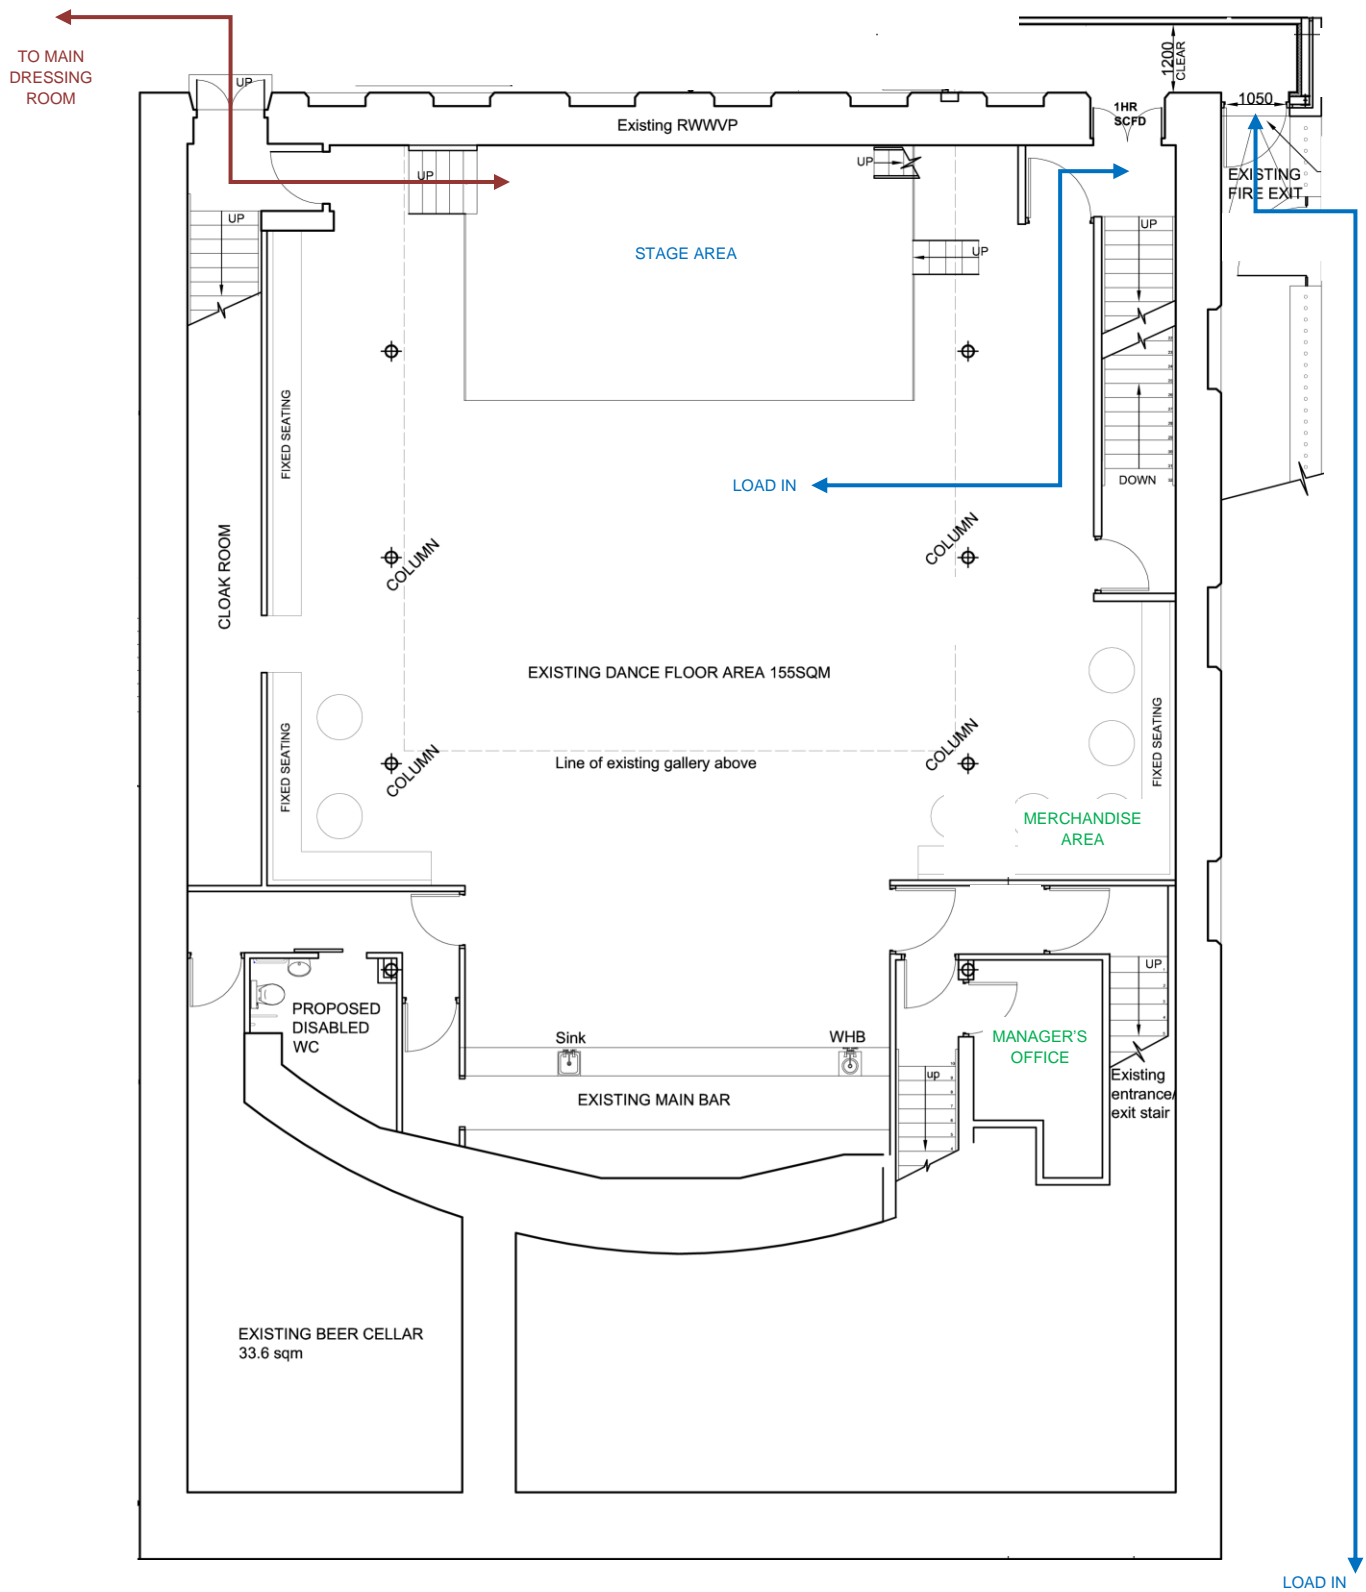 TO MAIN
DRESSING
ROOM
UP
1200
CLEAR
1HR
SCFD
1050
Existing RWWVP
UP
UP
EXISTING
FIRE EXIT
UP
STAGE AREA
UP
UP
FIXED SEATING
LOAD IN
DOWN
CLOAK ROOM
COLUMN
COLUMN
EXISTING DANCE FLOOR AREA 155SQM
FIXED SEATING
COLUMN
Line of existing gallery above
COLUMN
FIXED SEATING
MERCHANDISE
AREA
UP
PROPOSED
DISABLED
WC
Sink
WHB
MANAGER'S
OFFICE
up
Existing
entrance/
exit stair
EXISTING MAIN BAR
EXISTING BEER CELLAR
33.6 sqm
LOAD IN